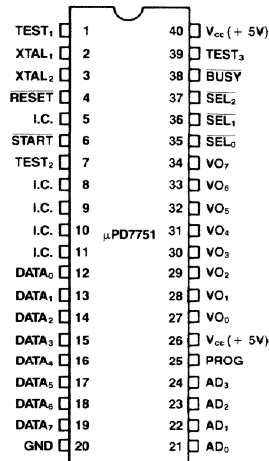 TEST₁ 1 40 Vcc (+ 5V)
XTAL₁ 2 39 TEST₃
XTAL₂ 3 38 BUSY
RESET 4 37 SEL₂
I.C. 5 36 SEL₁
START 6 35 SEL₀
TEST₂ 7 34 VO₇
I.C. 8 33 VO₆
I.C. 9 32 VO₅
I.C. 10 31 VO₄
I.C. 11 30 VO₃
μPD7751
DATA₀ 12 29 VO₂
DATA₁ 13 28 VO₁
DATA₂ 14 27 VO₀
DATA₃ 15 26 Vcc (+ 5V)
DATA₄ 16 25 PROG
DATA₅ 17 24 AD₃
DATA₆ 18 23 AD₂
DATA₇ 19 22 AD₁
GND 20 21 AD₀